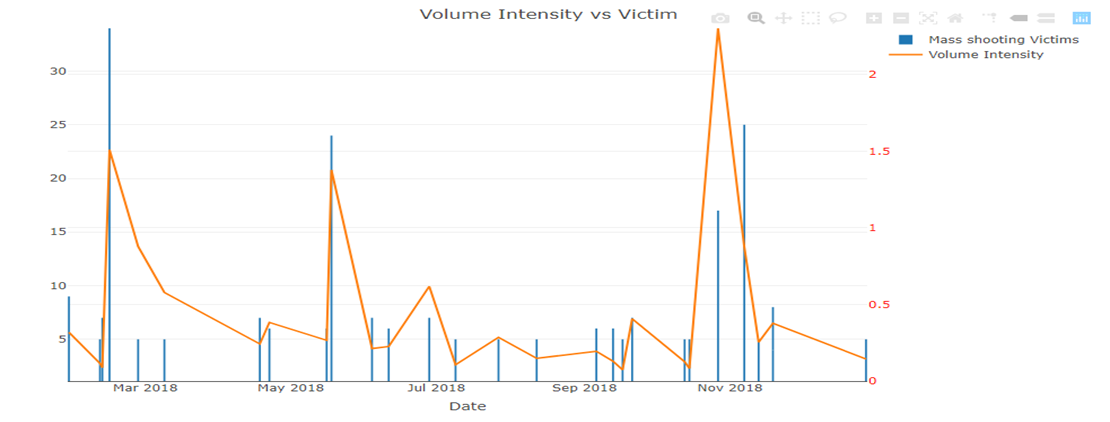 Volume Intensity vs Victim
Mass shooting Victims
Volume Intensity
30
25
20
15
10
5
2
1.5
1
0.5
0
Mar 2018 May 2018 Jul 2018 Sep 2018 Nov 2018
Date